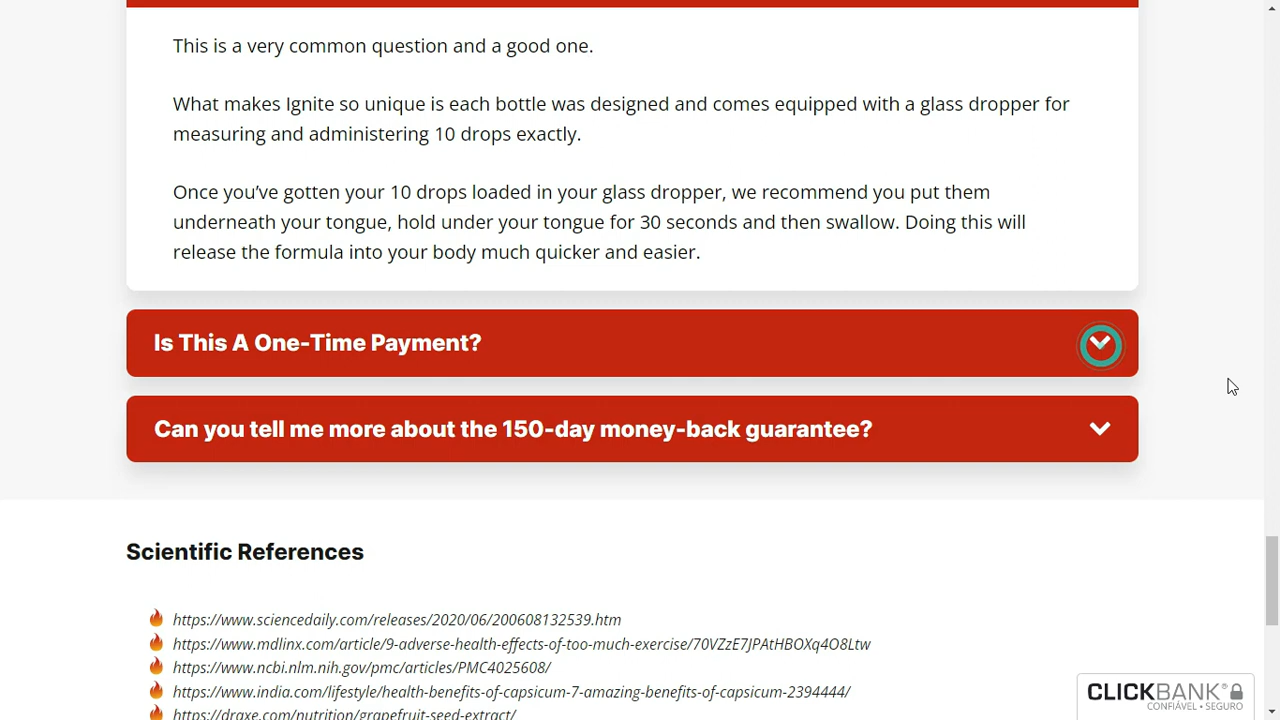 This is a very common question and a good one.
What makes Ignite so unique is each bottle was designed and comes equipped with a glass dropper for
measuring and administering 10 drops exactly.
Once you’ve gotten your 10 drops loaded in your glass dropper, we recommend you put them
underneath your tongue, hold under your tongue for 30 seconds and then swallow. Doing this will
release the formula into your body much quicker and easier.
Is This A One-Time Payment?
Can you tell me more about the 150-day money-back guarantee?
Scientific References
https://www.sciencedaily.com/releases/2020/06/200608132539.htm
https://www.mdlinx.com/article/9-adverse-health-effects-of-too-much-exercise/70VZzE7JPAtHBOXq4O8Ltw
https://www.ncbi.nlm.nih.gov/pmc/articles/PMC4025608/
https://www.india.com/lifestyle/health-benefits-of-capsicum-7-amazing-benefits-of-capsicum-2394444/
https://draxe.com/nutrition/grapefruit-seed-extract/
CLICKBANK®
CONFIÁVEL • SEGURO